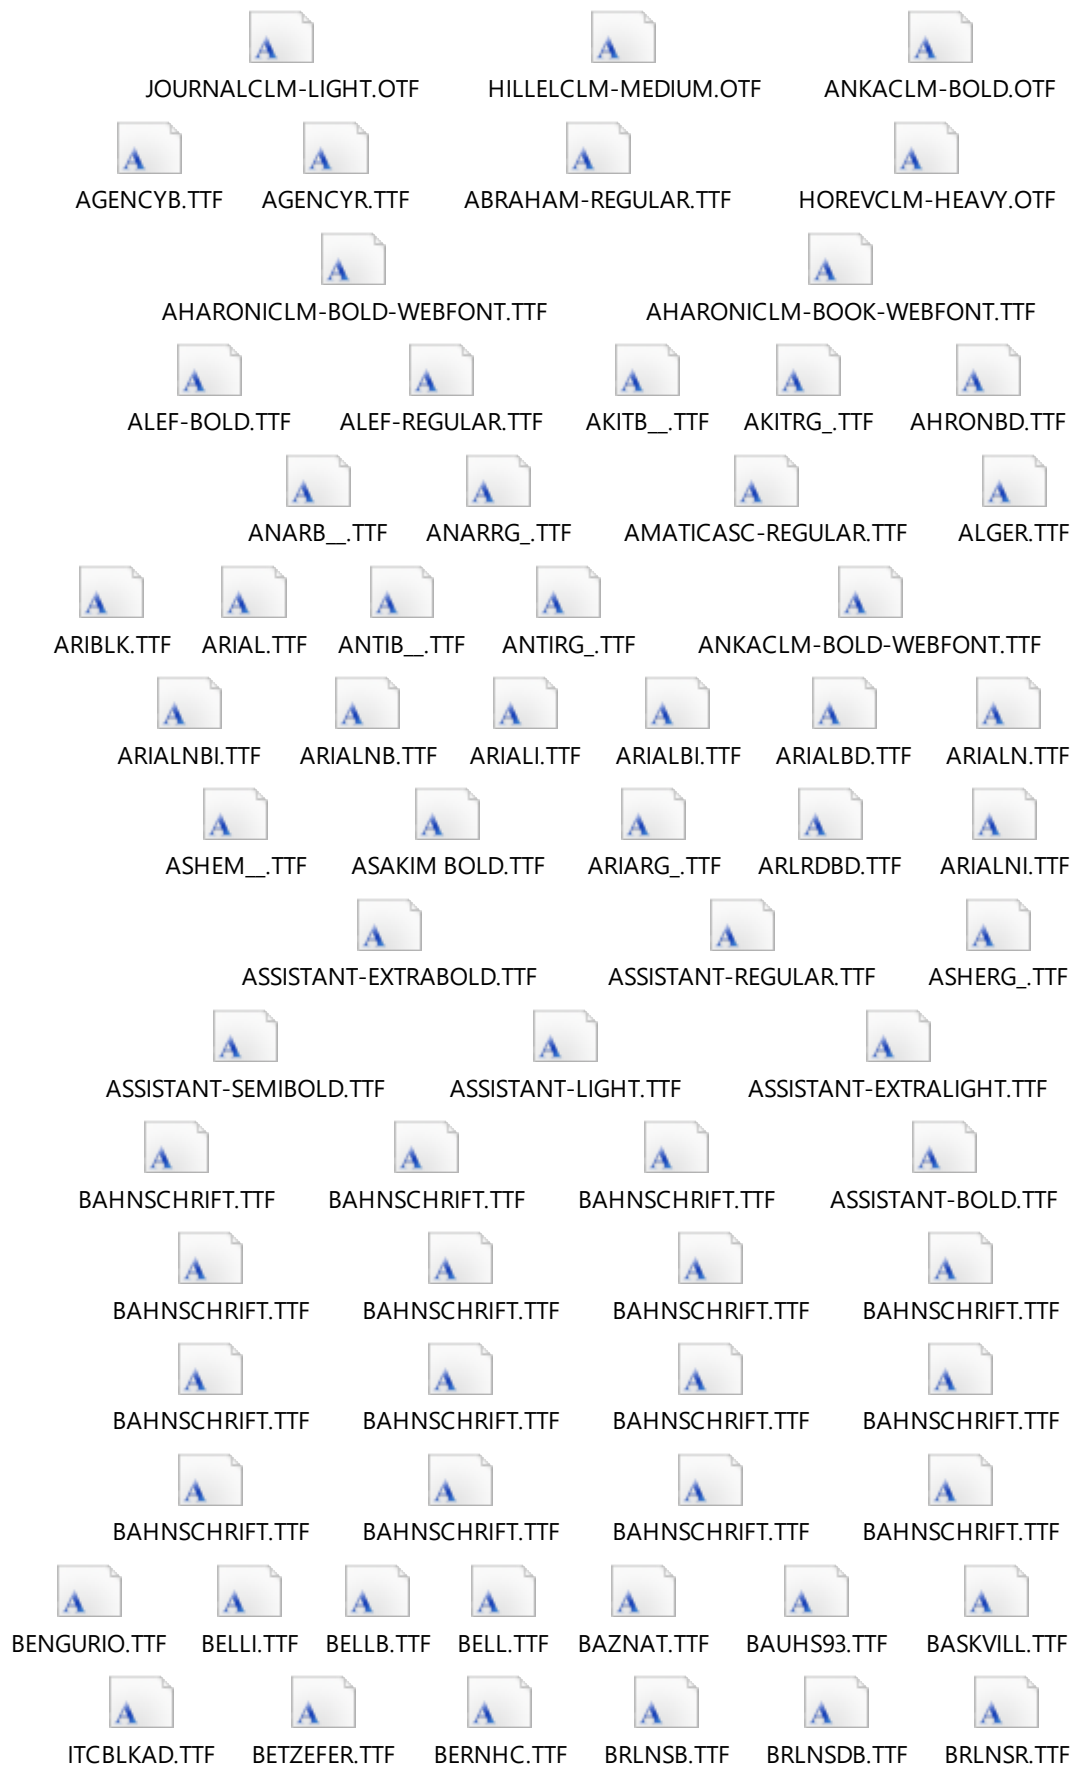 JOURNALCLM-LIGHT.OTF HILLELCLM-MEDIUM.OTF ANKACLM-BOLD.OTF
AGENCYB.TTF AGENCYR.TTF ABRAHAM-REGULAR.TTF HOREVCLM-HEAVY.OTF
AHARONICLM-BOLD-WEBFONT.TTF AHARONICLM-BOOK-WEBFONT.TTF
ALEF-BOLD.TTF ALEF-REGULAR.TTF AKITB__.TTF AKITRG_.TTF AHRONBD.TTF
ANARB__.TTF ANARRG_.TTF AMATICASC-REGULAR.TTF ALGER.TTF
ARIBLK.TTF ARIAL.TTF ANTIB__.TTF ANTIRG_.TTF ANKACLM-BOLD-WEBFONT.TTF
ARIALNBI.TTF ARIALNB.TTF ARIALI.TTF ARIALBI.TTF ARIALBD.TTF ARIALN.TTF
ASHEM__.TTF ASAKIM BOLD.TTF ARIARG_.TTF ARLRDBD.TTF ARIALNI.TTF
ASSISTANT-EXTRABOLD.TTF ASSISTANT-REGULAR.TTF ASHERG_.TTF
ASSISTANT-SEMIBOLD.TTF ASSISTANT-LIGHT.TTF ASSISTANT-EXTRALIGHT.TTF
BAHNSCHRIFT.TTF BAHNSCHRIFT.TTF BAHNSCHRIFT.TTF ASSISTANT-BOLD.TTF
BAHNSCHRIFT.TTF BAHNSCHRIFT.TTF BAHNSCHRIFT.TTF BAHNSCHRIFT.TTF
BAHNSCHRIFT.TTF BAHNSCHRIFT.TTF BAHNSCHRIFT.TTF BAHNSCHRIFT.TTF
BAHNSCHRIFT.TTF BAHNSCHRIFT.TTF BAHNSCHRIFT.TTF BAHNSCHRIFT.TTF
BENGURIO.TTF BELLI.TTF BELLB.TTF BELL.TTF BAZNAT.TTF BAUHS93.TTF BASKVILL.TTF
ITCBLKAD.TTF BETZEFER.TTF BERNHC.TTF BRLNSB.TTF BRLNSDB.TTF BRLNSR.TTF